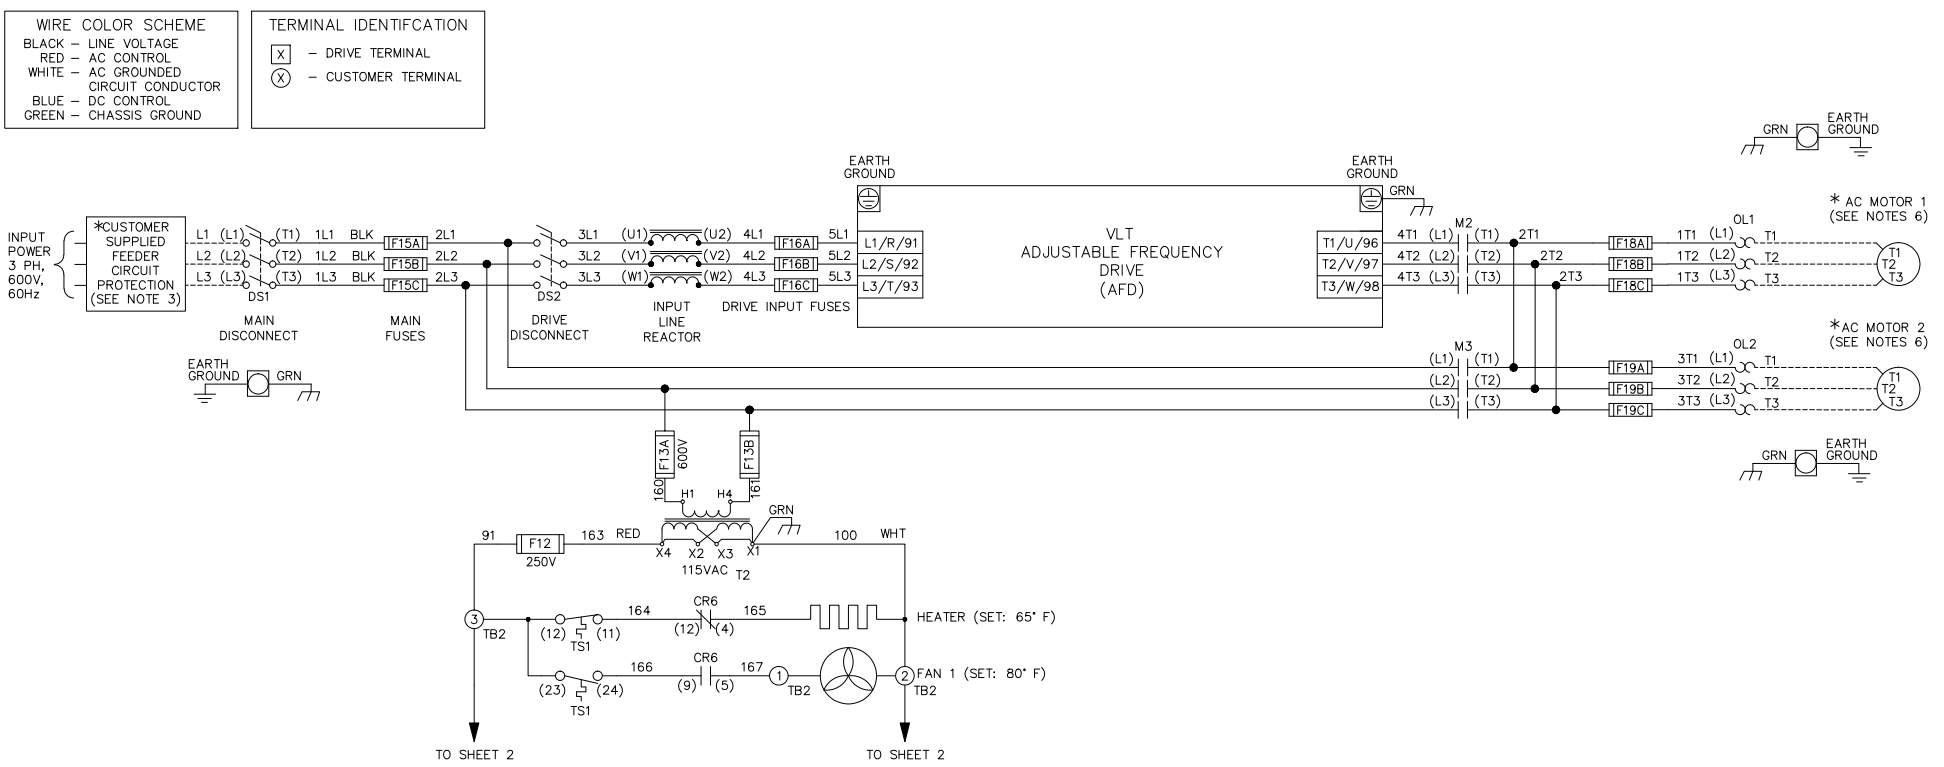 WIRE COLOR SCHEME
BLACK – LINE VOLTAGE
RED – AC CONTROL
WHITE – AC GROUNDED
CIRCUIT CONDUCTOR
BLUE – DC CONTROL
GREEN – CHASSIS GROUND
TERMINAL IDENTIFCATION
X – DRIVE TERMINAL
X – CUSTOMER TERMINAL
INPUT
POWER
3 PH,
600V,
60Hz
*CUSTOMER
SUPPLIED
FEEDER
CIRCUIT
PROTECTION
(SEE NOTE 3)
L1 (L1) (T1) 1L1 BLK F15A 2L1
L2 (L2) (T2) 1L2 BLK F15B 2L2
L3 (L3) (T3) 1L3 BLK F15C 2L3
DS1
MAIN
DISCONNECT
MAIN
FUSES
3L1 (U1) (U2) 4L1 F16A 5L1
3L2 (V1) (V2) 4L2 F16B 5L2
3L3 (W1) (W2) 4L3 F16C 5L3
DS2
DRIVE
DISCONNECT
INPUT
LINE
REACTOR
DRIVE INPUT FUSES
EARTH
GROUND
L1/R/91
L2/S/92
L3/T/93
VLT
ADJUSTABLE FREQUENCY
DRIVE
(AFD)
EARTH
GROUND
GRN
T1/U/96
T2/V/97
T3/W/98
M2
4T1 (L1) (T1) 2T1 F18A 1T1 (L1) T1
4T2 (L2) (T2) 2T2 F18B 1T2 (L2) T2
4T3 (L3) (T3) 2T3 F18C 1T3 (L3) T3
OL1
GRN
EARTH
GROUND
* AC MOTOR 1
(SEE NOTES 6)
T1
T2
T3
M3
(L1) (T1) F19A 3T1 (L1) T1
(L2) (T2) F19B 3T2 (L2) T2
(L3) (T3) F19C 3T3 (L3) T3
OL2
*AC MOTOR 2
(SEE NOTES 6)
T1
T2
T3
GRN
EARTH
GROUND
EARTH
GROUND
GRN
F13A
600V
F13B
160
161
H1 H4
GRN
91 F12 163 RED
250V
X4 X2 X3 X1
115VAC T2
100 WHT
3
TB2
(12) (11)
TS1
164
CR6
(12) (4)
165
HEATER (SET: 65° F)
(23) (24)
TS1
166
CR6
(9) (5)
167
1
TB2
2
TB2
FAN 1 (SET: 80° F)
TO SHEET 2
TO SHEET 2